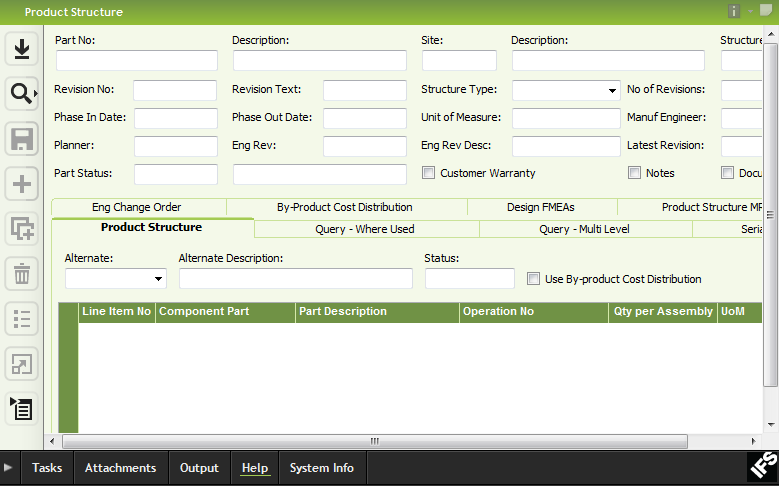 Product Structure
Part No: Description: Site: Description: Structure
Revision No: Revision Text: Structure Type: No of Revisions:
Phase In Date: Phase Out Date: Unit of Measure: Manuf Engineer:
Planner: Eng Rev: Eng Rev Desc: Latest Revision:
Part Status: Customer Warranty Notes Docu
Eng Change Order By-Product Cost Distribution Design FMEAs Product Structure MP
Product Structure Query - Where Used Query - Multi Level Seria
Alternate: Alternate Description: Status:
Use By-product Cost Distribution
Line Item No Component Part Part Description Operation No Qty per Assembly UoM
Tasks Attachments Output Help System Info IFS